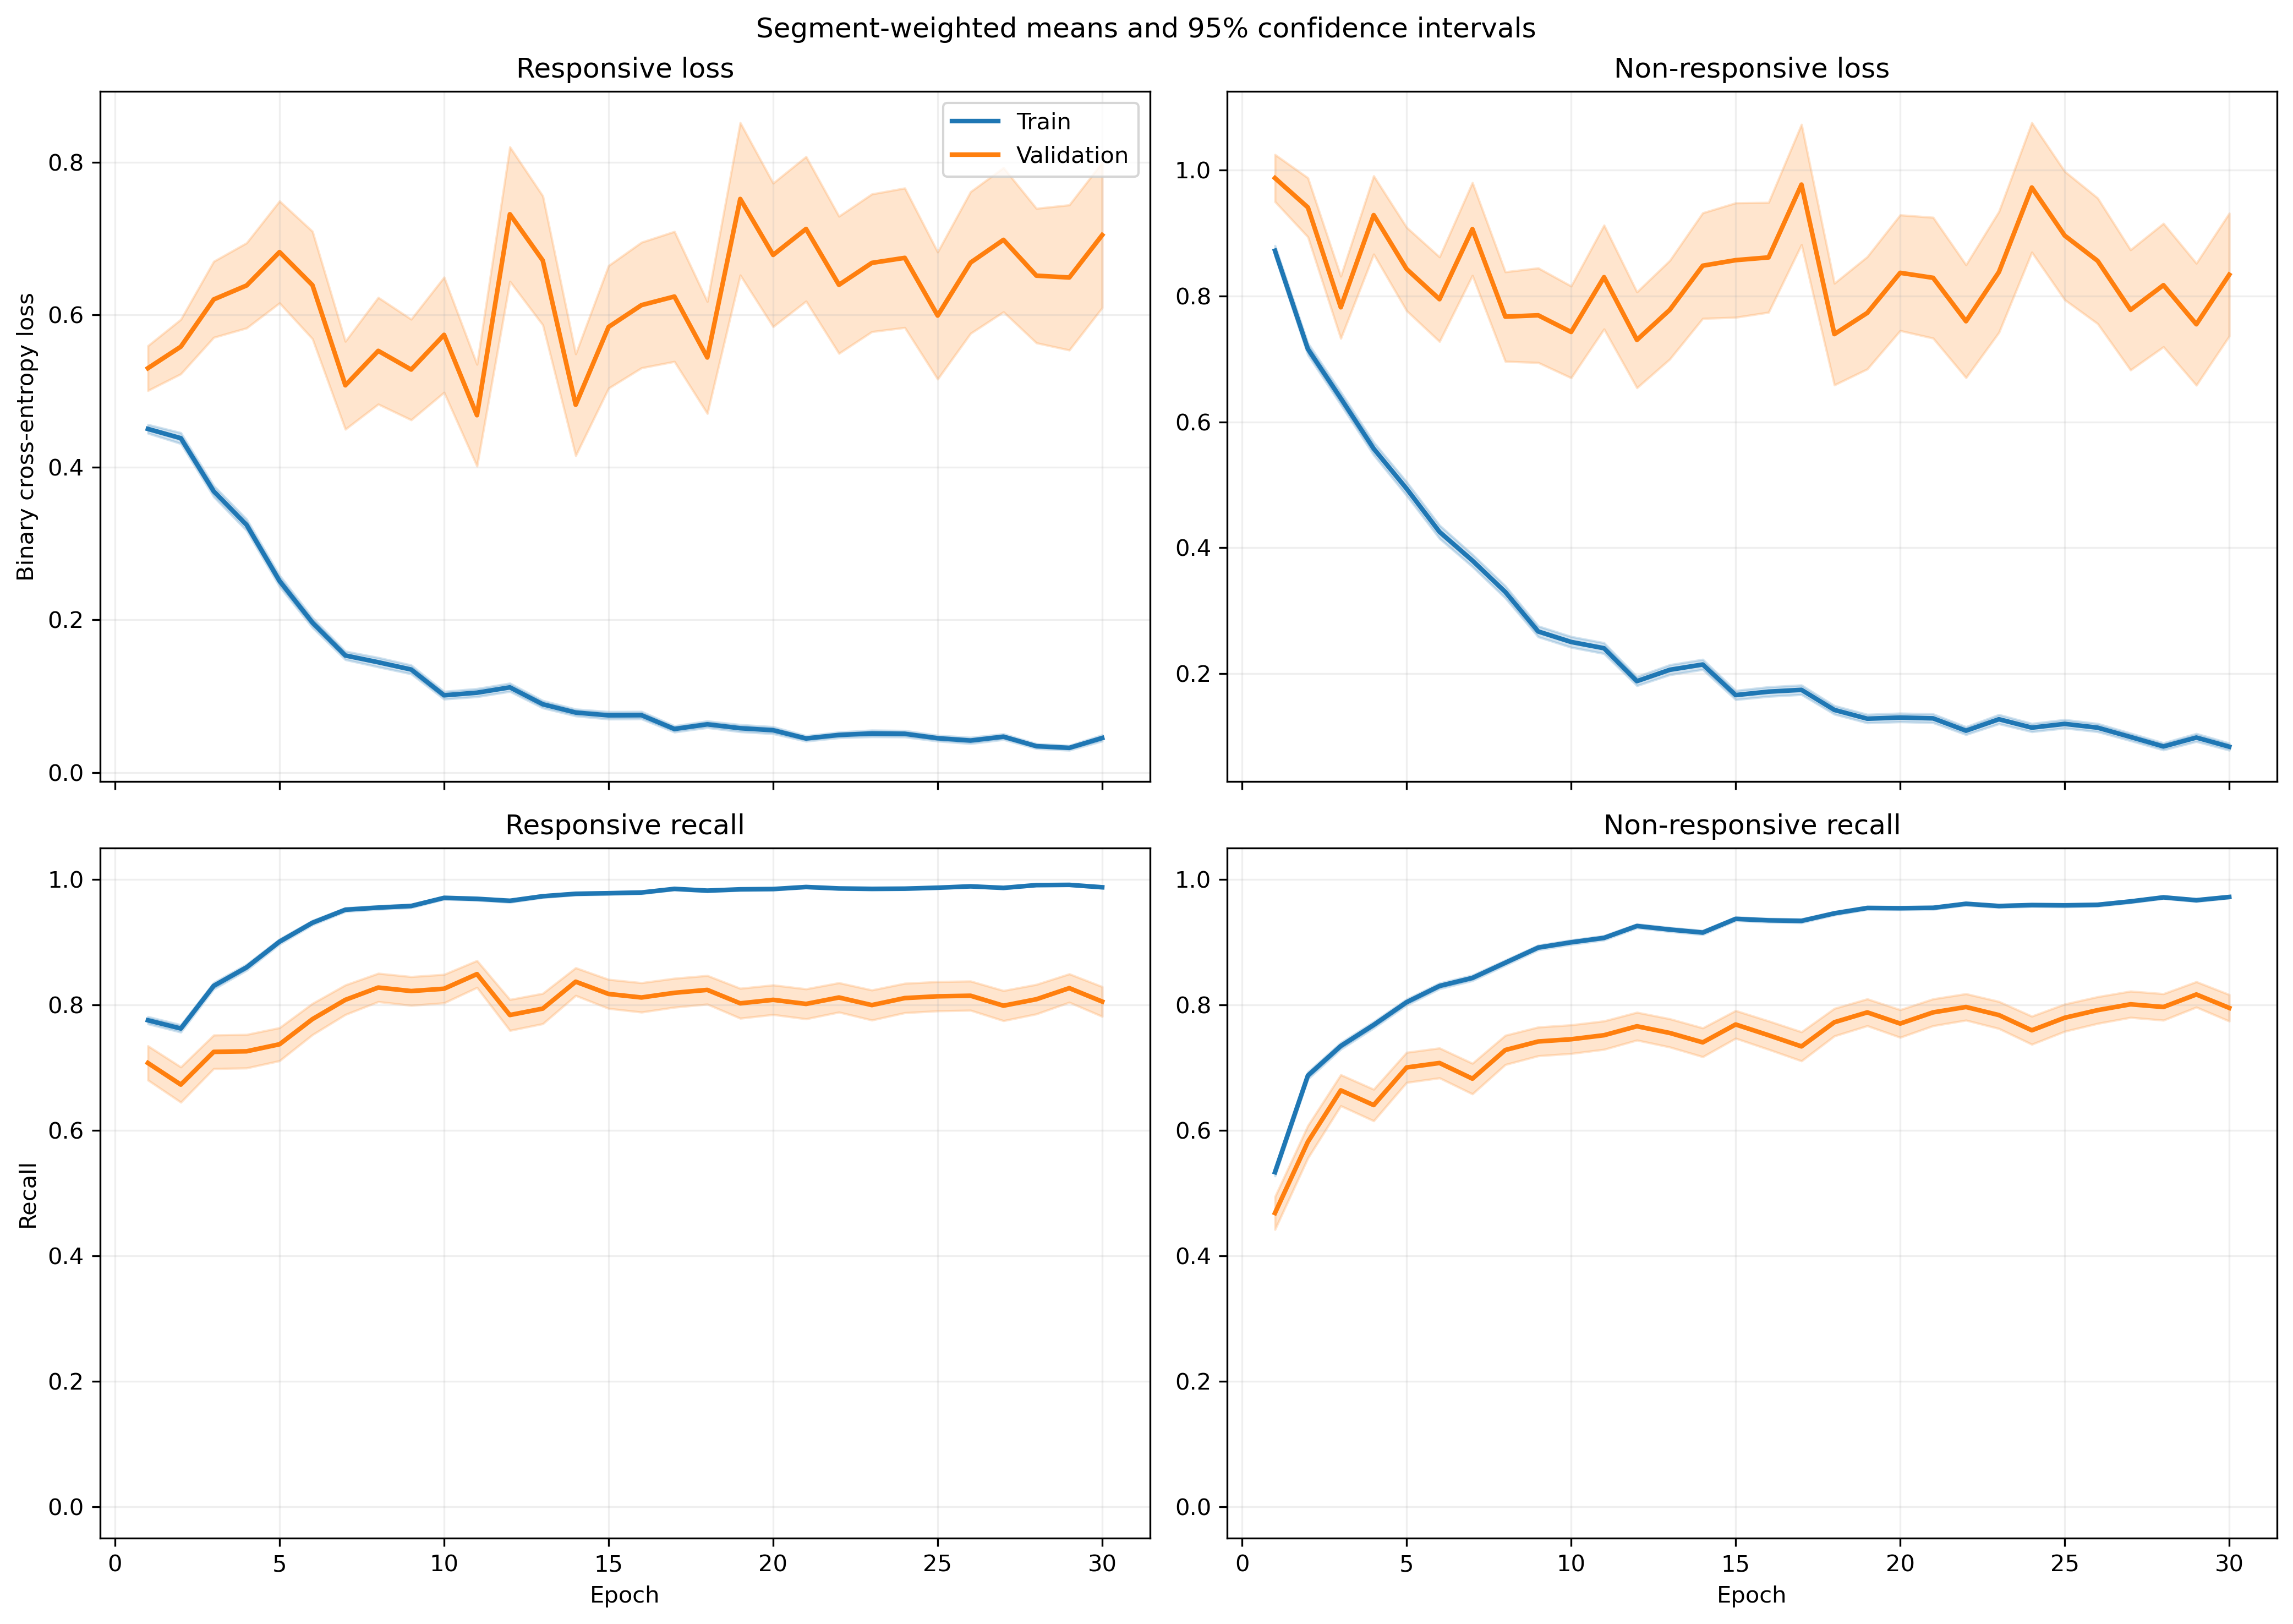 Segment-weighted means and 95% confidence intervals
Responsive loss
Non-responsive loss
Train
Validation
Binary cross-entropy loss
0.8
0.6
0.4
0.2
0.0
1.0
0.8
0.6
0.4
0.2
Responsive recall
Non-responsive recall
Recall
1.0
0.8
0.6
0.4
0.2
0.0
0 5 10 15 20 25 30
Epoch
1.0
0.8
0.6
0.4
0.2
0.0
0 5 10 15 20 25 30
Epoch